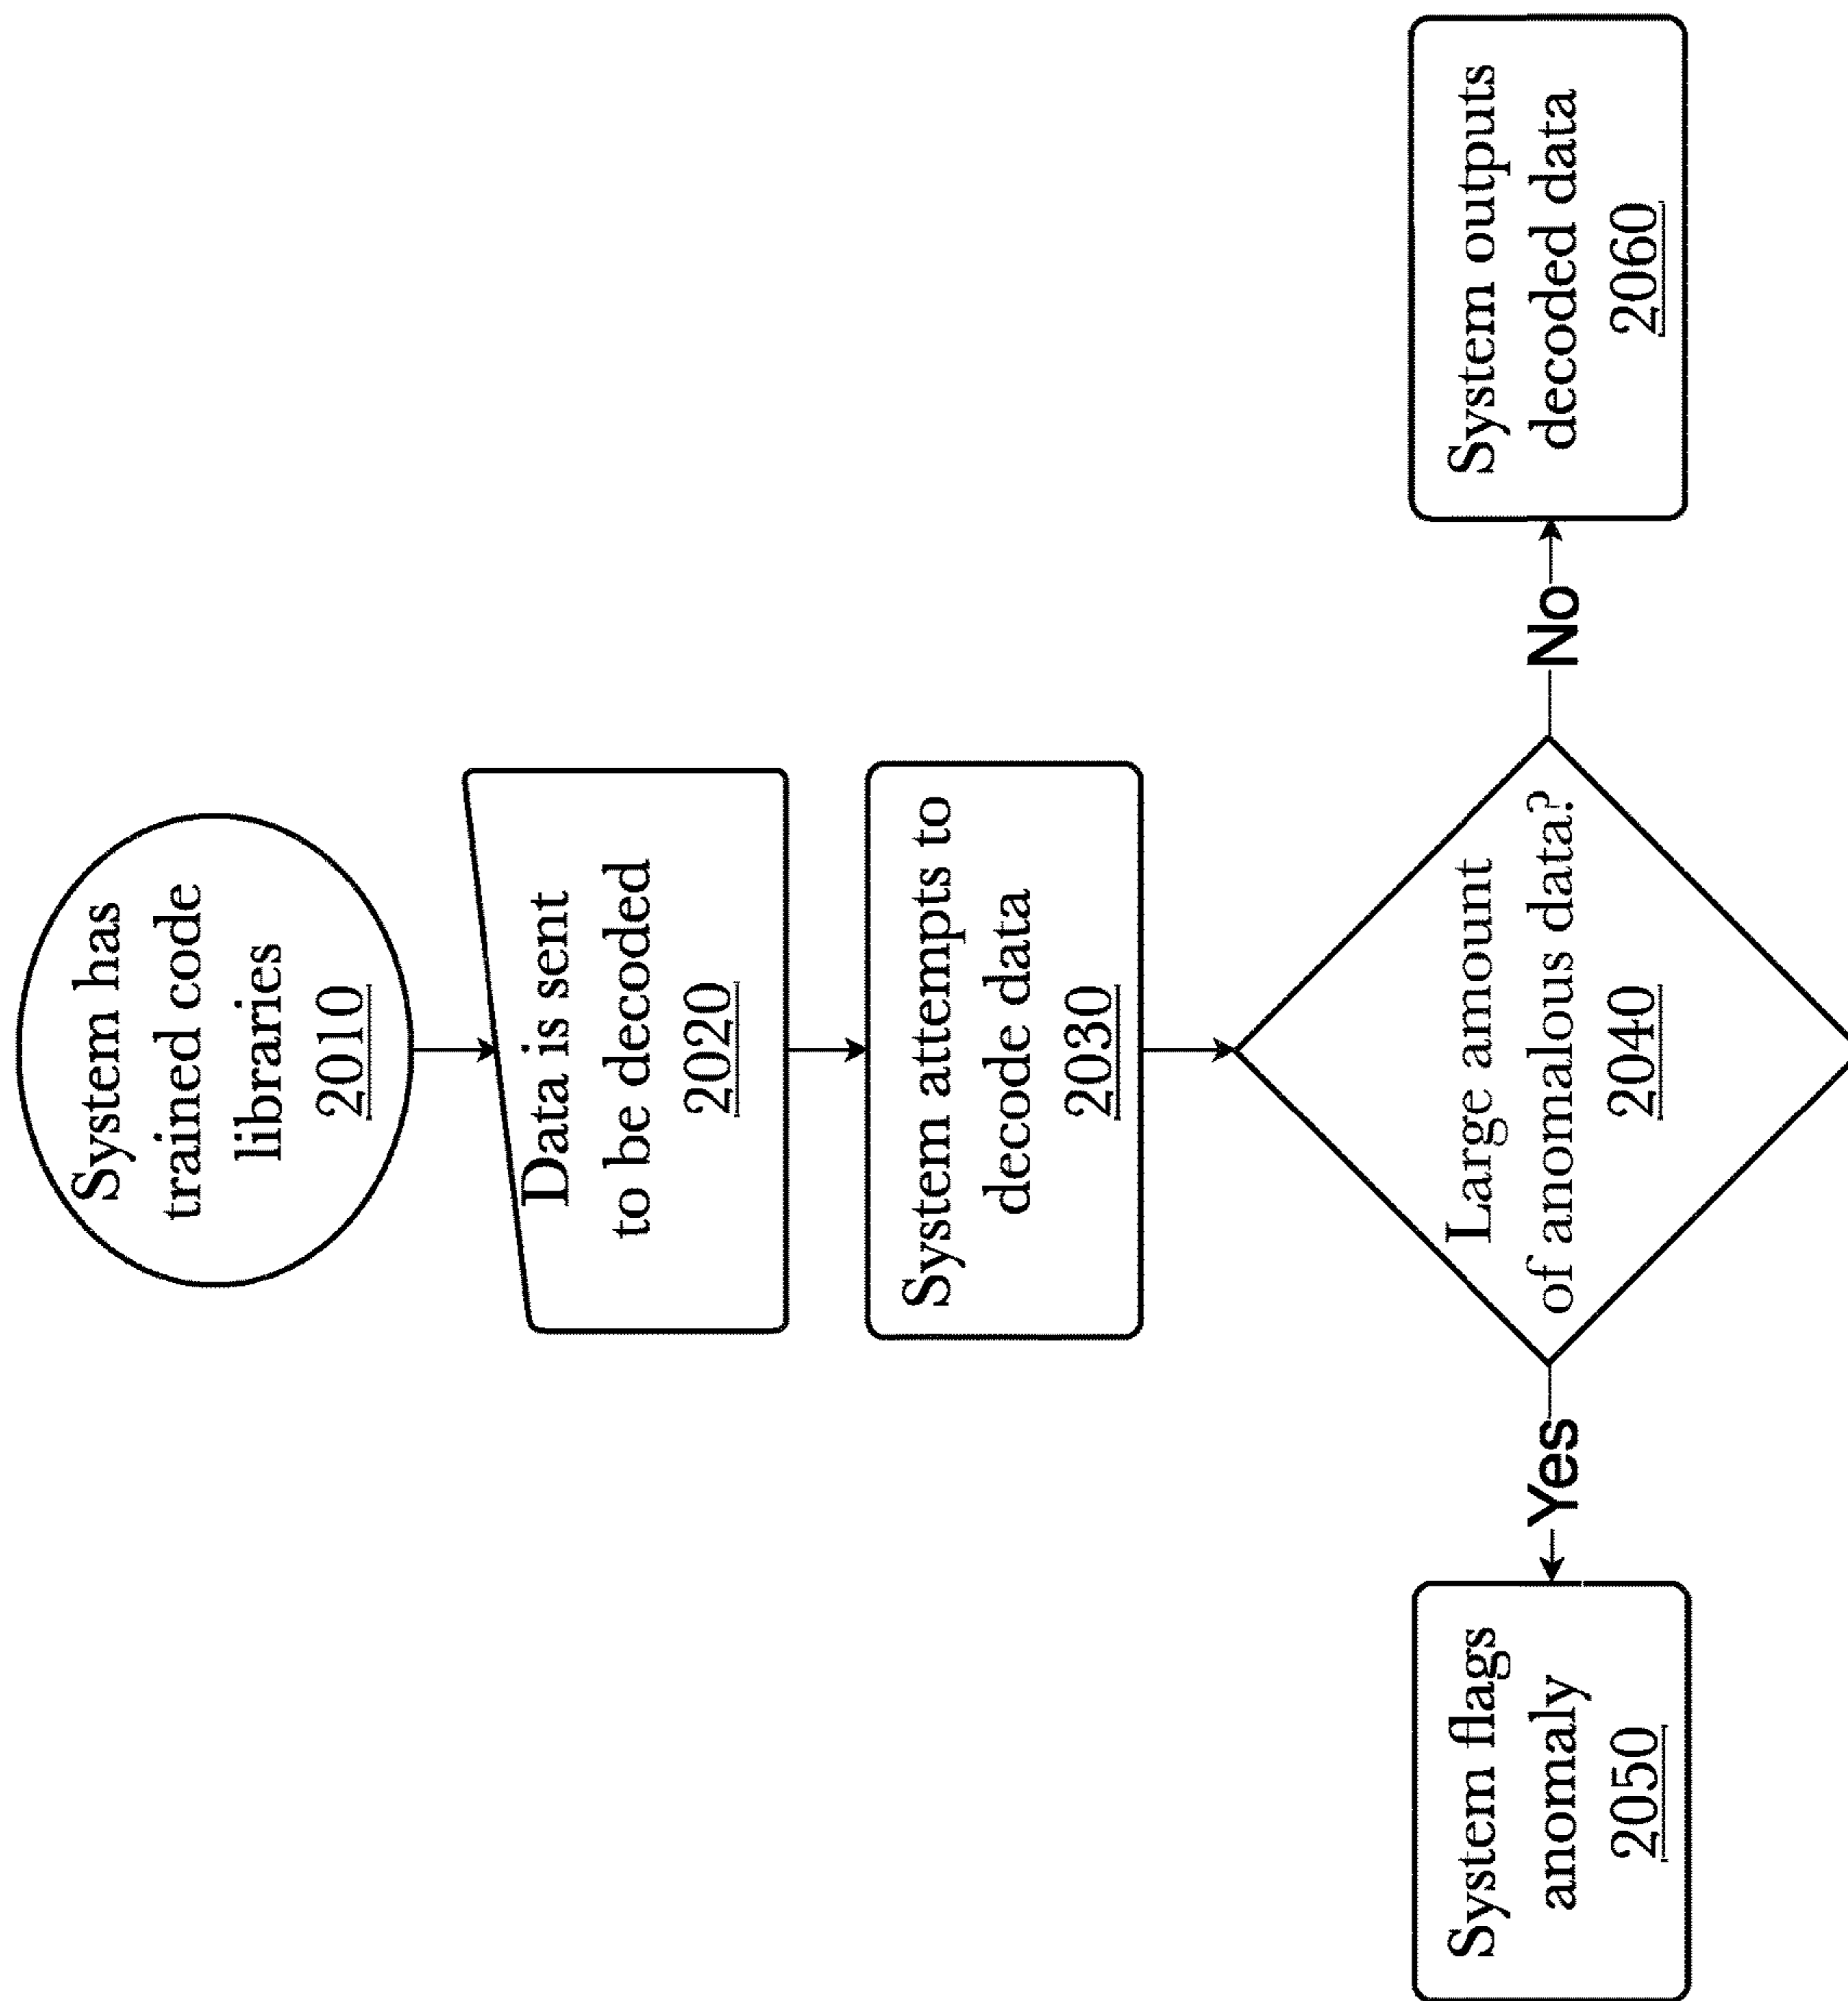 System has
trained code
libraries
2010
Data is sent
to be decoded
2020
System attempts to
decode data
2030
Large amount
of anomalous data?
2040
Yes
No
System flags
anomaly
2050
System outputs
decoded data
2060